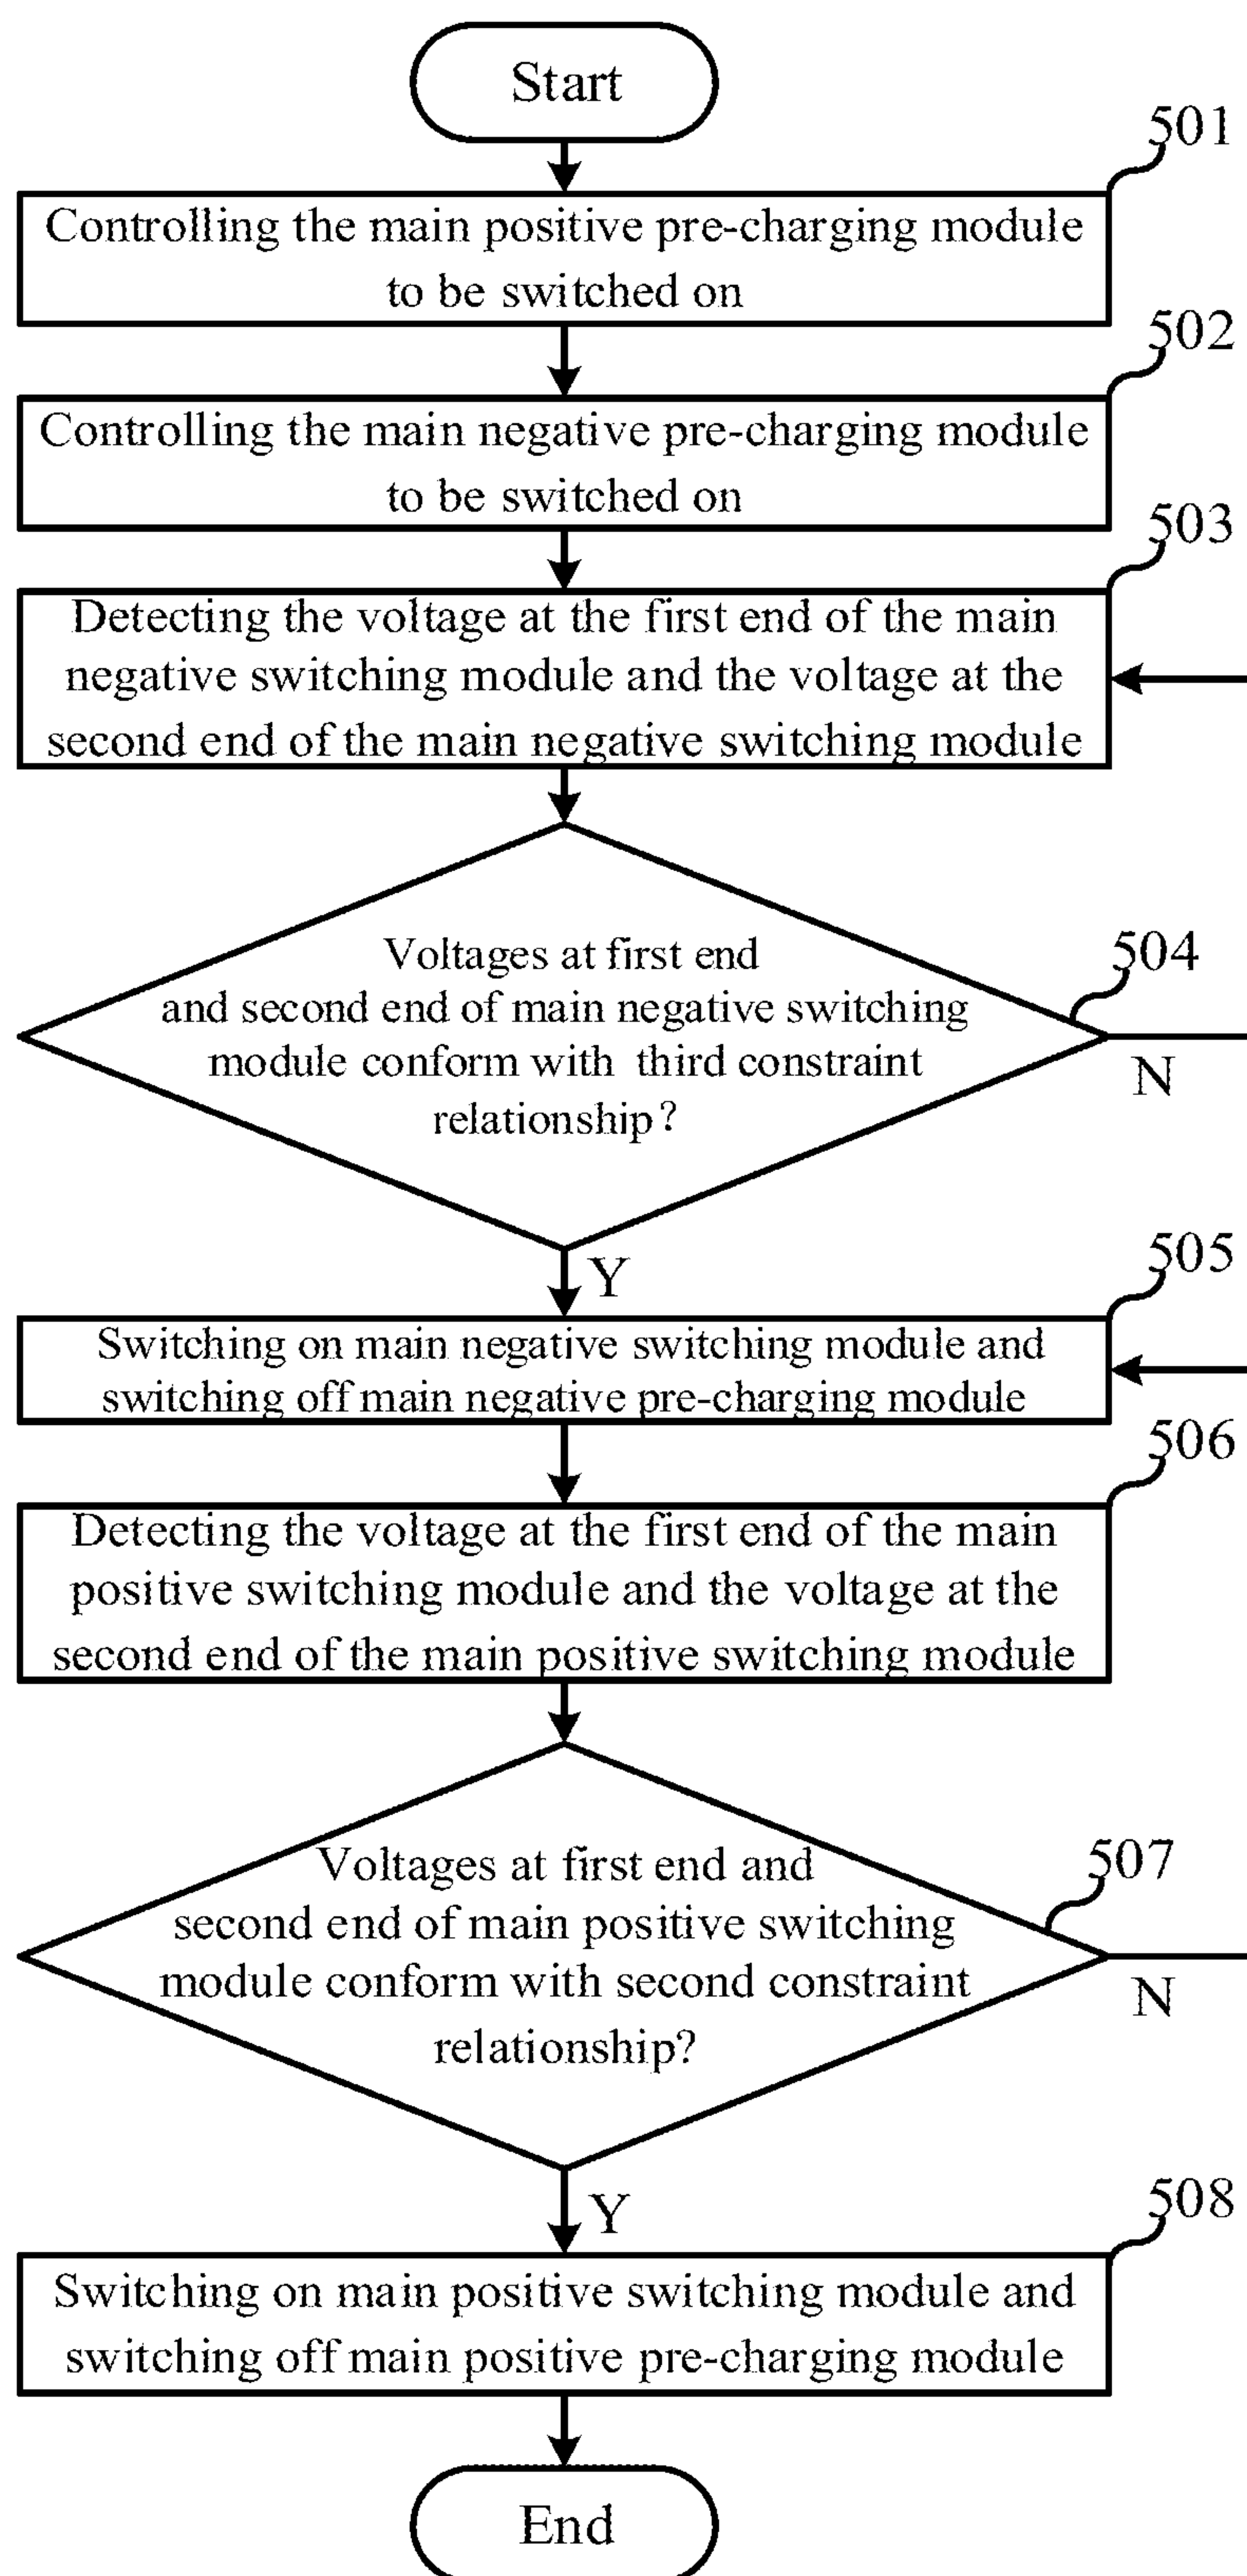 Start
501
Controlling the main positive pre-charging module
to be switched on
502
Controlling the main negative pre-charging module
to be switched on
503
Detecting the voltage at the first end of the main
negative switching module and the voltage at the
second end of the main negative switching module
504
Voltages at first end
and second end of main negative switching
module conform with third constraint
relationship?
N
Y
505
Switching on main negative switching module and
switching off main negative pre-charging module
506
Detecting the voltage at the first end of the main
positive switching module and the voltage at the
second end of the main positive switching module
507
Voltages at first end and
second end of main positive switching
module conform with second constraint
relationship?
N
Y
508
Switching on main positive switching module and
switching off main positive pre-charging module
End